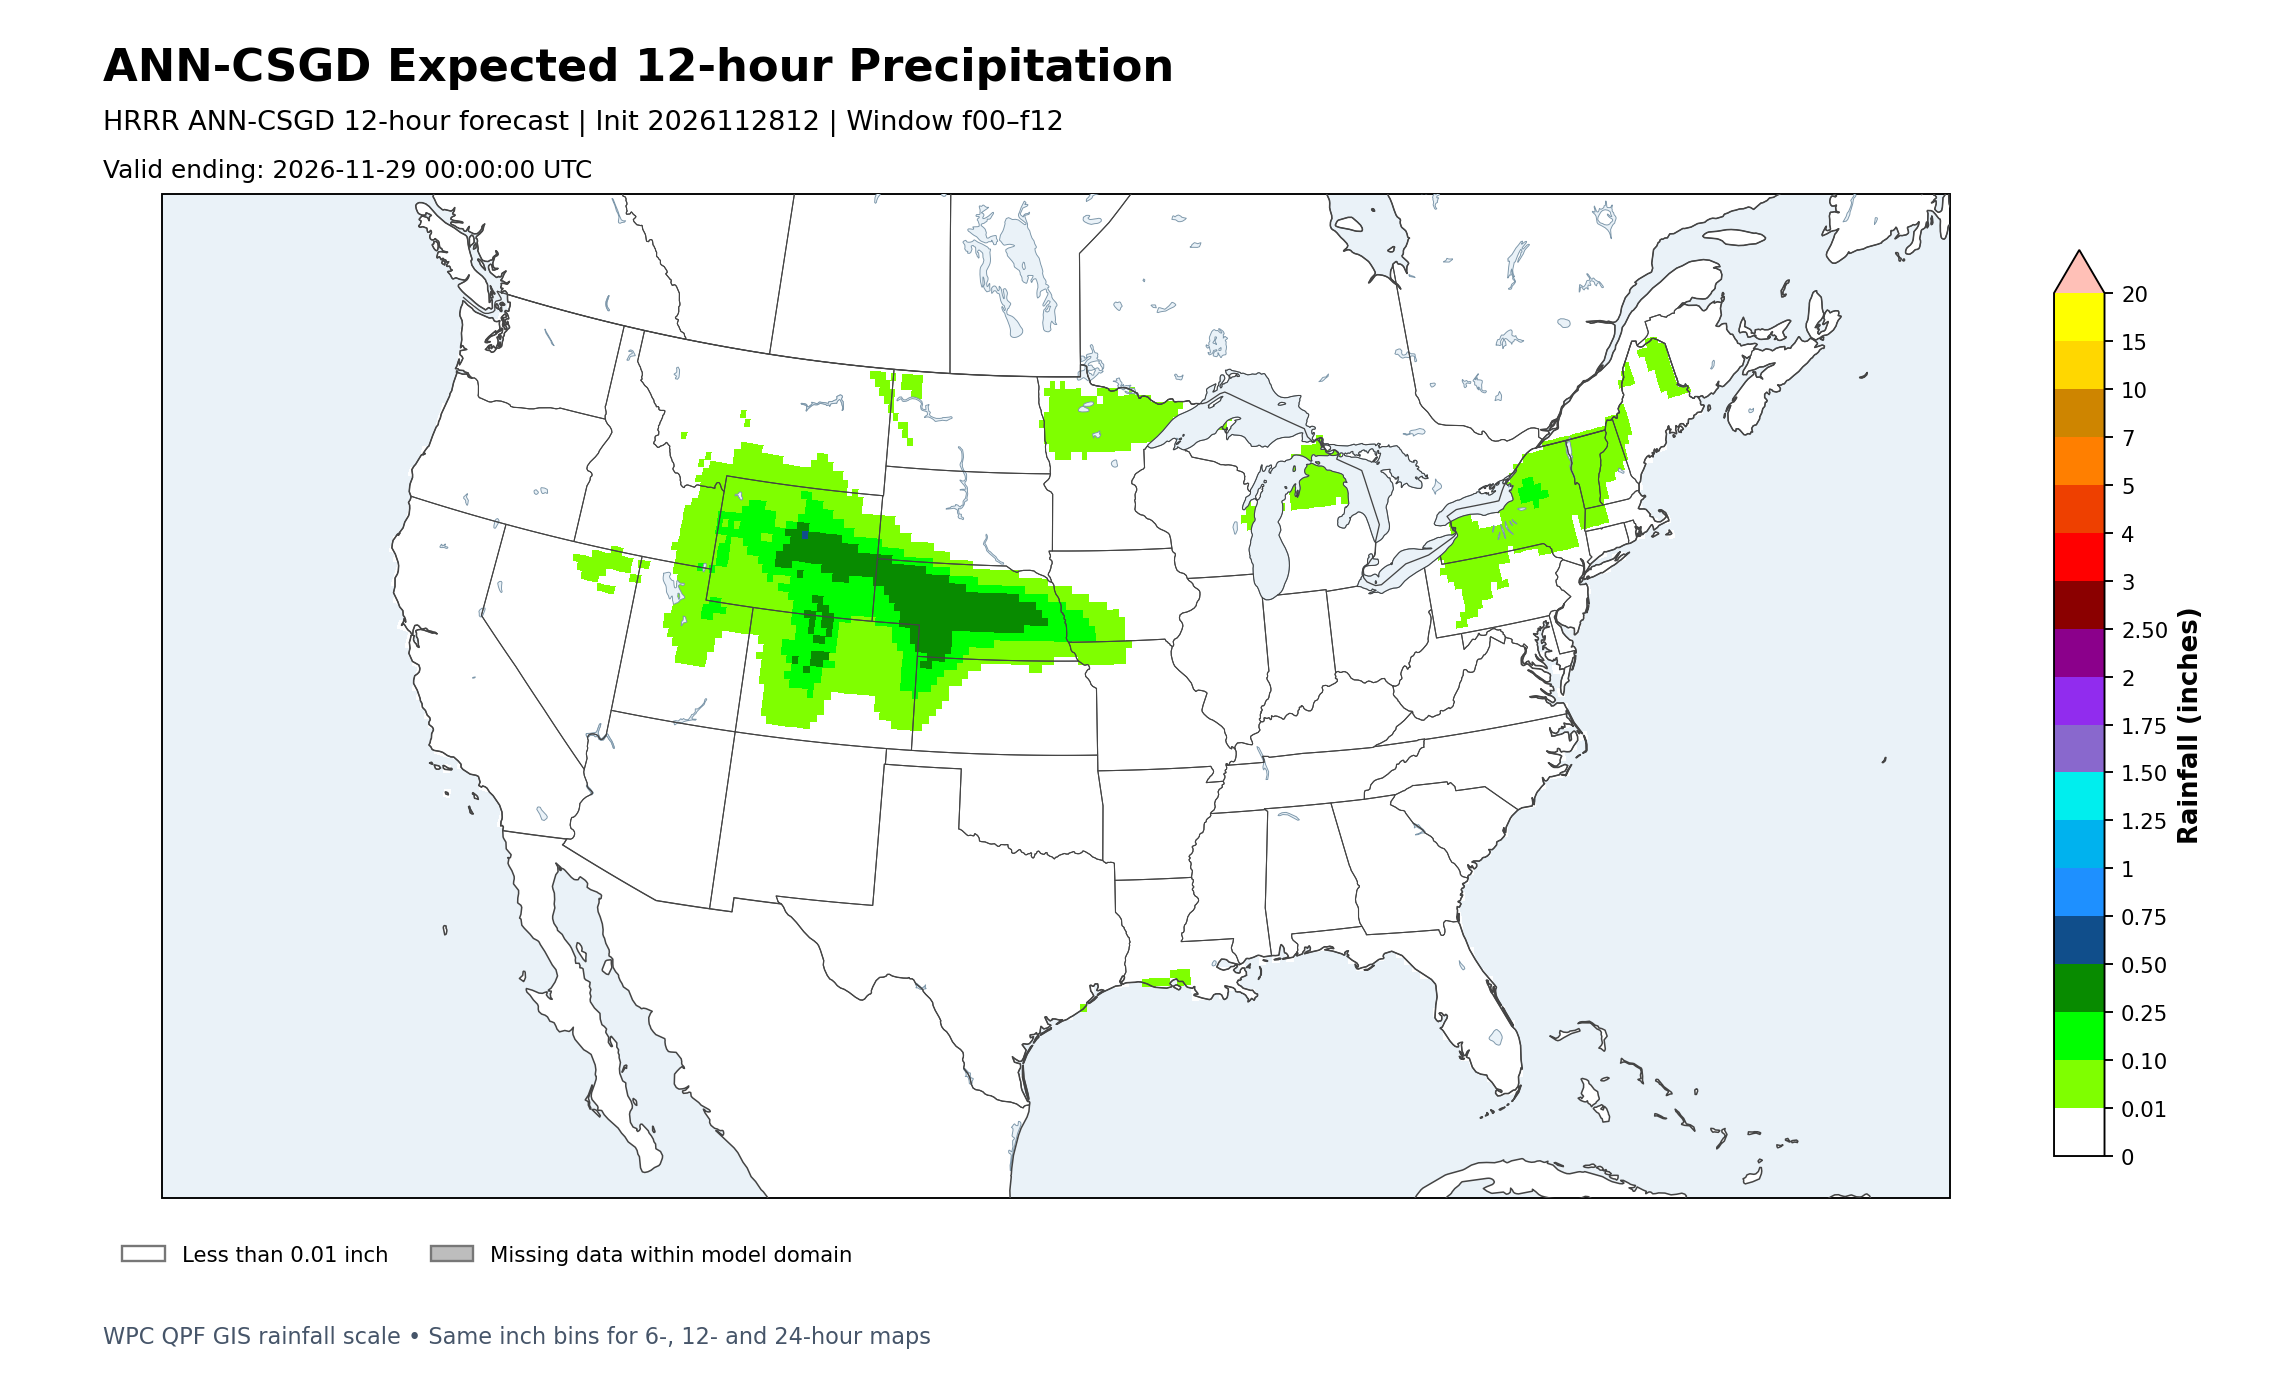 ANN-CSGD Expected 12-hour Precipitation
HRRR ANN-CSGD 12-hour forecast | Init 2026112812 | Window f00–f12
Valid ending: 2026-11-29 00:00:00 UTC
20
15
10
7
5
4
3
2.50
2
1.75
1.50
1.25
1
0.75
0.50
0.25
0.10
0.01
0
Rainfall (inches)
Less than 0.01 inch
Missing data within model domain
WPC QPF GIS rainfall scale • Same inch bins for 6-, 12- and 24-hour maps